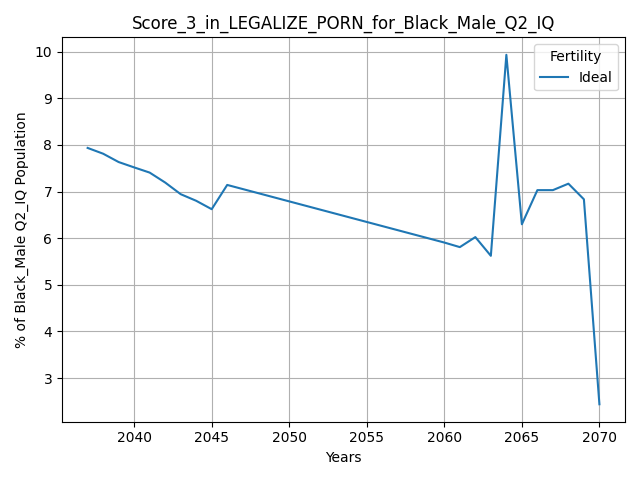 Score_3_in_LEGALIZE_PORN_for_Black_Male_Q2_IQ
Fertility
Ideal
% of Black_Male Q2_IQ Population
10
9
8
7
6
5
4
3
2040 2045 2050 2055 2060 2065 2070
Years